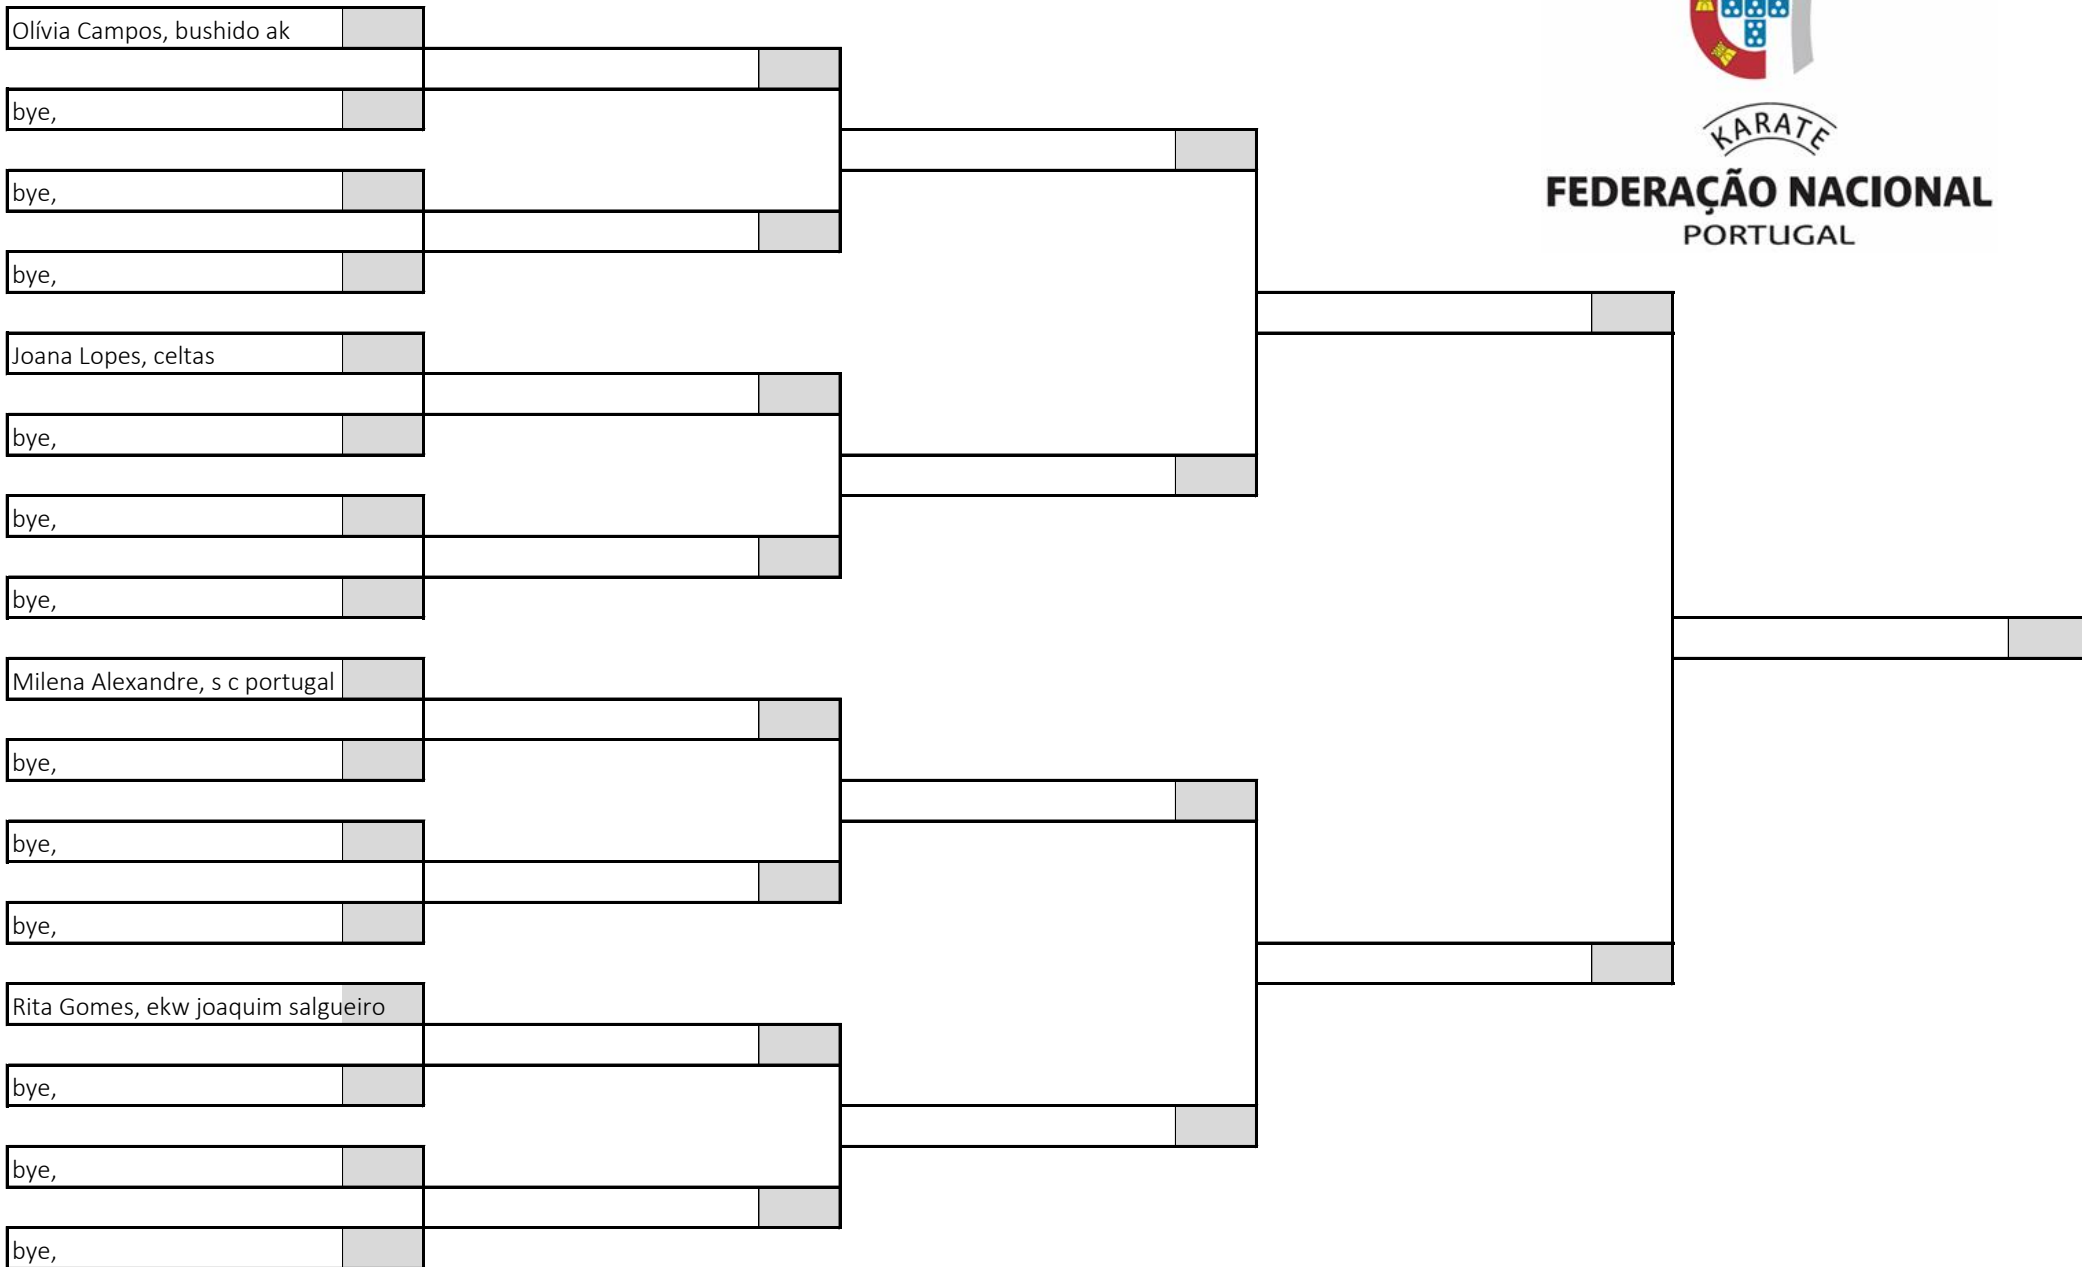 Olívia Campos, bushido ak
bye,
bye,
bye,
Joana Lopes, celtas
bye,
bye,
bye,
Milena Alexandre, s c portugal
bye,
bye,
bye,
Rita Gomes, ekw joaquim salgueiro
bye,
bye,
bye,
KARATE
FEDERAÇÃO NACIONAL
PORTUGAL